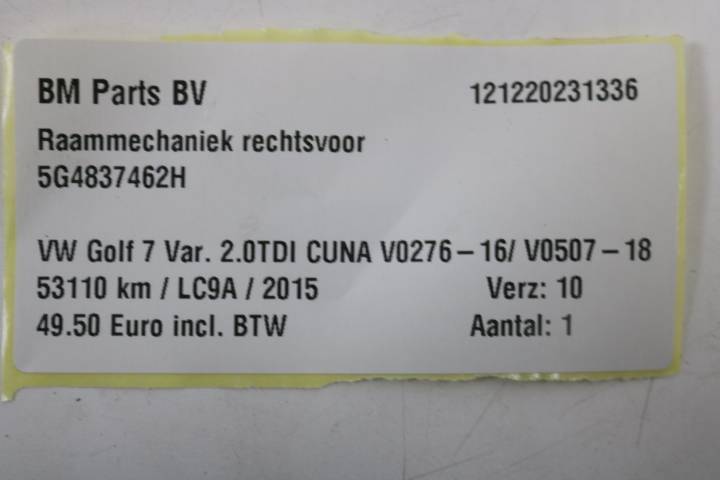 BM Parts BV 121220231336
Raammechaniek rechtsvoor
5G4837462H
VW Golf 7 Var. 2.0TDI CUNA V0276-16/ V0507-18
53110 km / LC9A / 2015 Verz: 10
49.50 Euro incl. BTW Aantal: 1